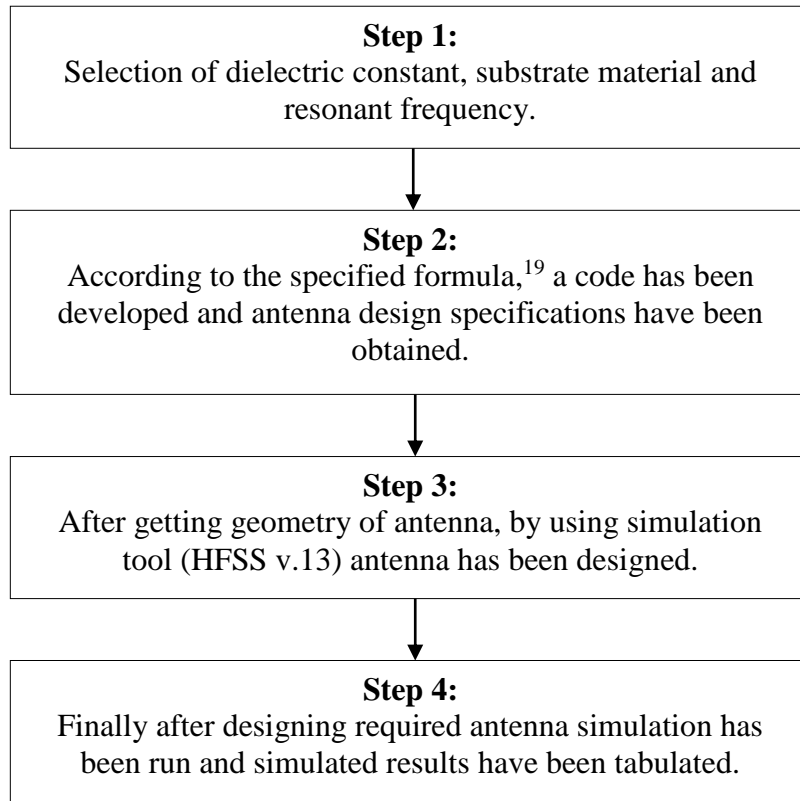 Step 1:
Selection of dielectric constant, substrate material and
resonant frequency.
Step 2:
According to the specified formula,¹⁹ a code has been
developed and antenna design specifications have been
obtained.
Step 3:
After getting geometry of antenna, by using simulation
tool (HFSS v.13) antenna has been designed.
Step 4:
Finally after designing required antenna simulation has
been run and simulated results have been tabulated.